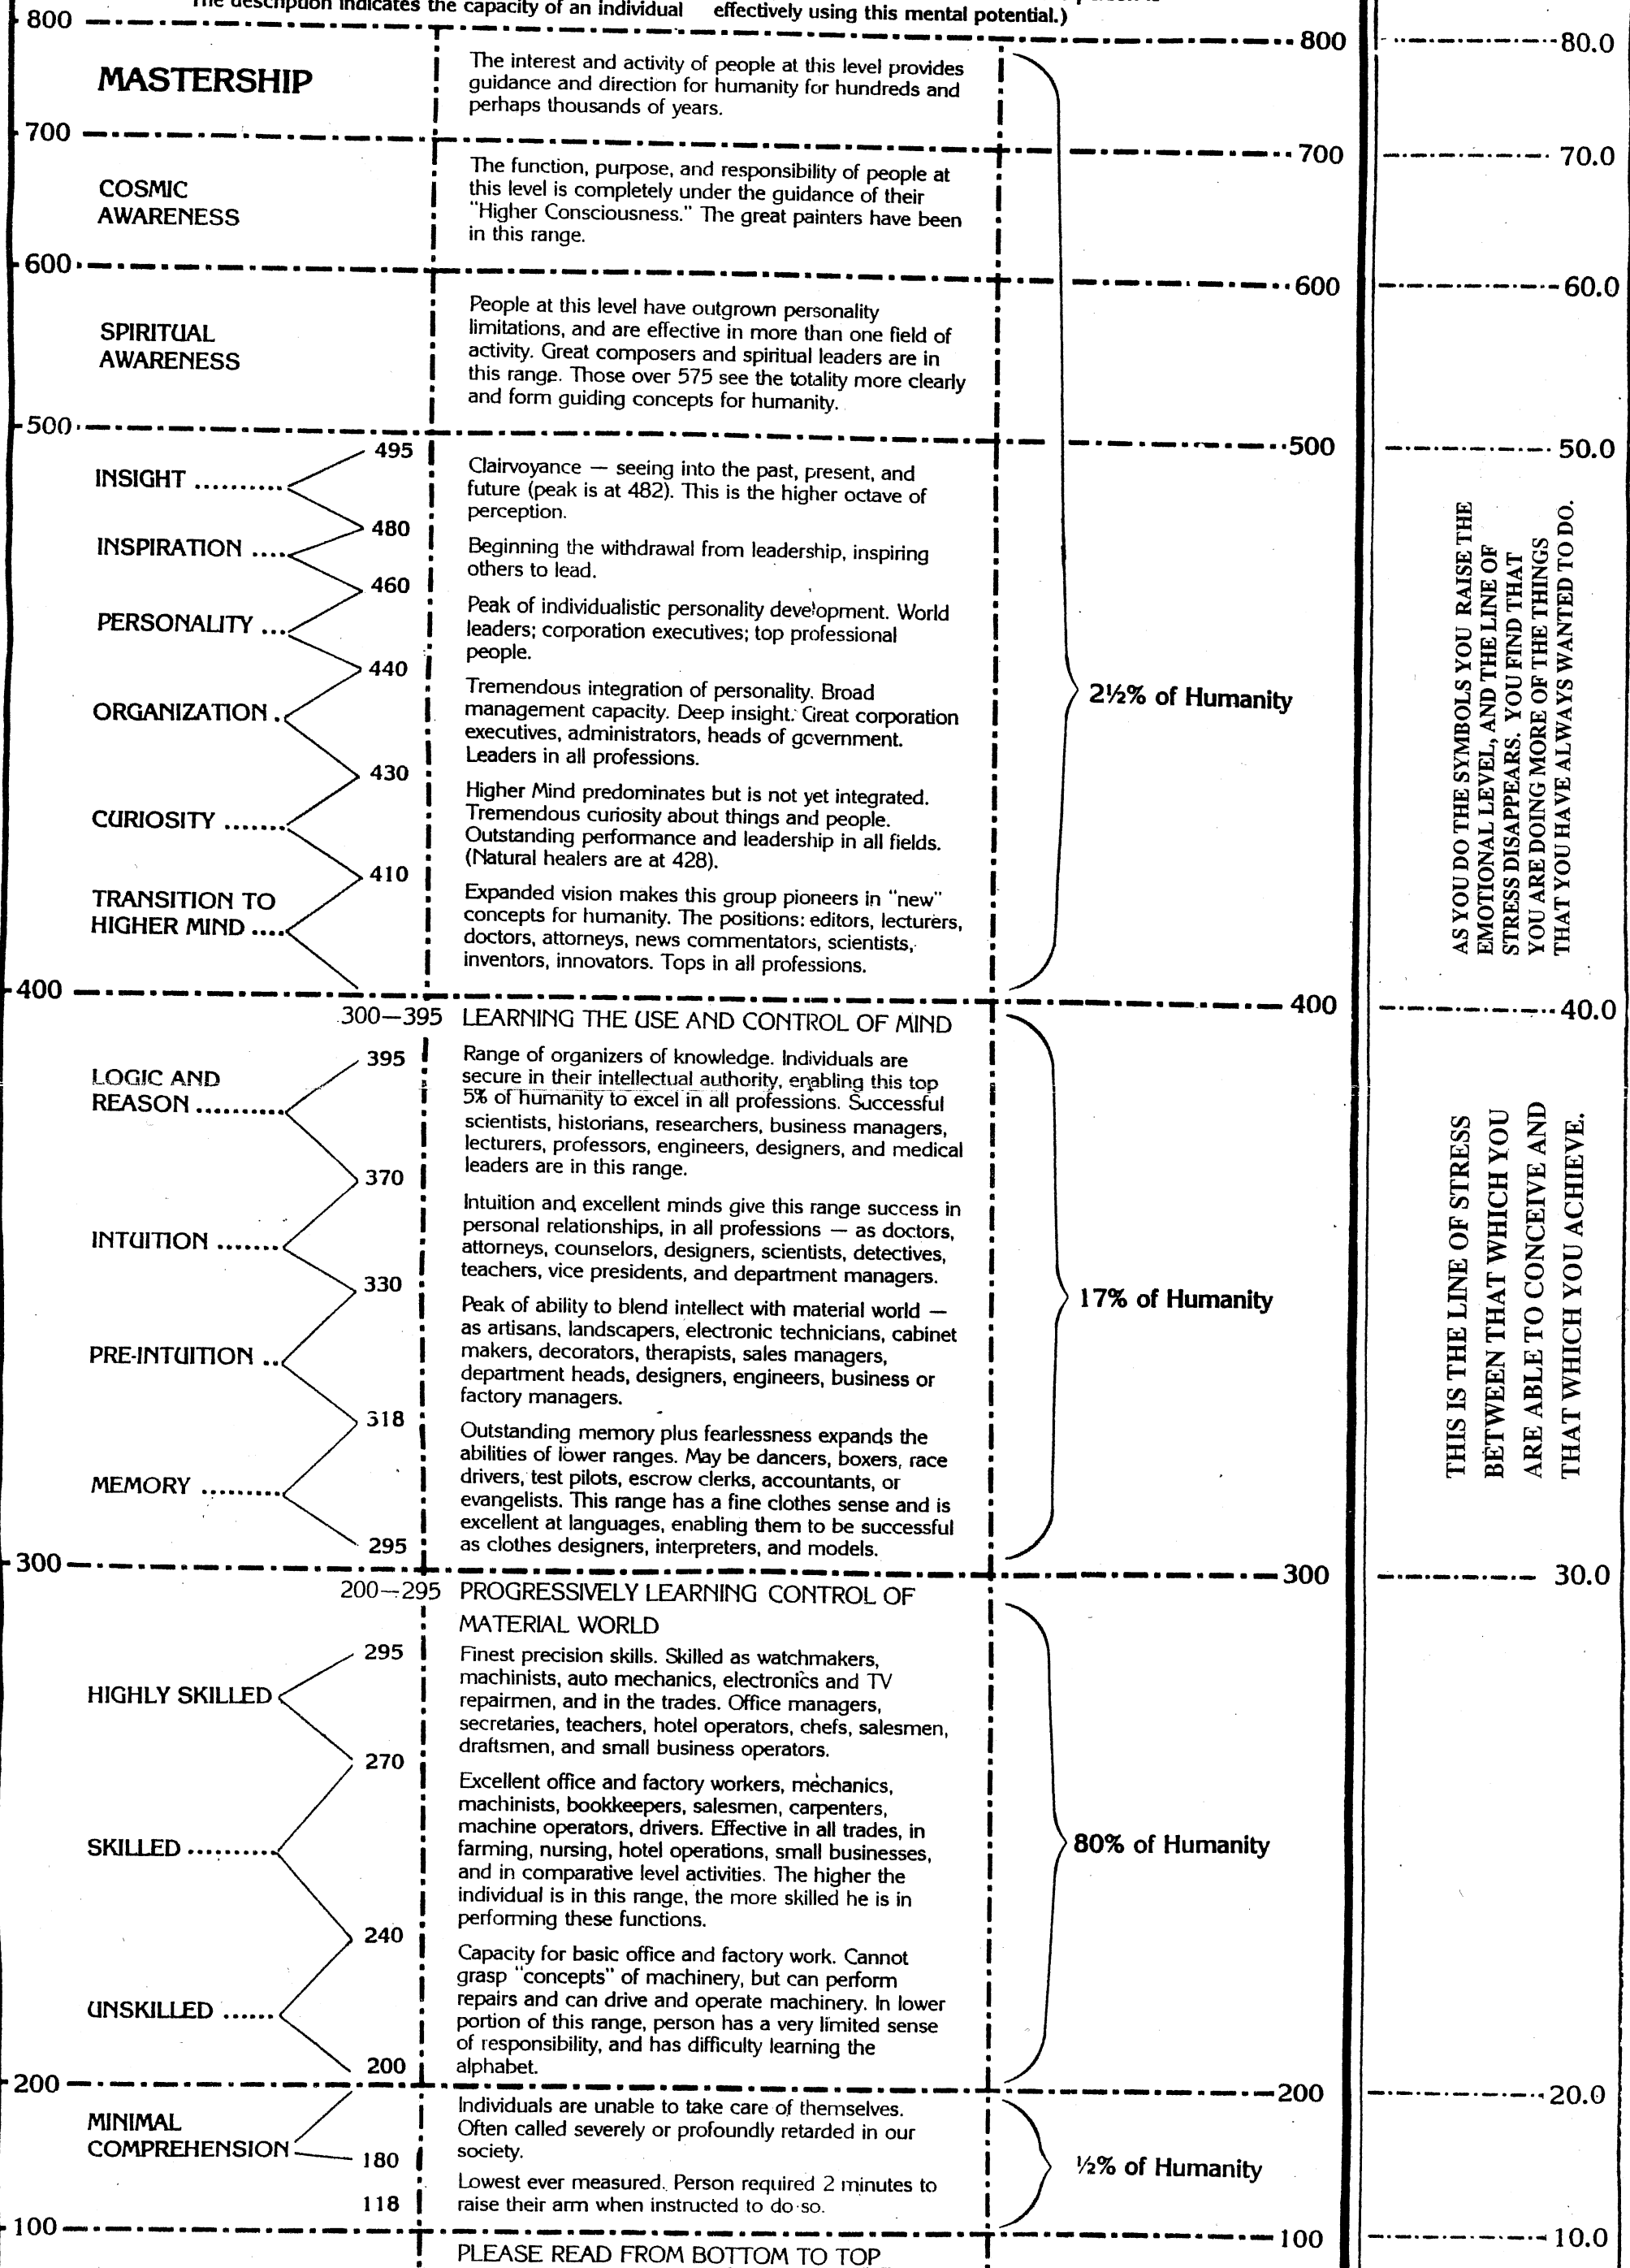 The description indicates the capacity of an individual effectively using this mental potential.)
800 800 80.0
MASTERSHIP
The interest and activity of people at this level provides
guidance and direction for humanity for hundreds and
perhaps thousands of years.
700 700 70.0
COSMIC
AWARENESS
The function, purpose, and responsibility of people at
this level is completely under the guidance of their
"Higher Consciousness." The great painters have been
in this range.
600 600 60.0
SPIRITUAL
AWARENESS
People at this level have outgrown personality
limitations, and are effective in more than one field of
activity. Great composers and spiritual leaders are in
this range. Those over 575 see the totality more clearly
and form guiding concepts for humanity.
500 500 50.0
495
INSIGHT ..........
Clairvoyance — seeing into the past, present, and
future (peak is at 482). This is the higher octave of
perception.
480
INSPIRATION ....
Beginning the withdrawal from leadership, inspiring
others to lead.
460
PERSONALITY ...
Peak of individualistic personality development. World
leaders; corporation executives; top professional
people.
440
ORGANIZATION .
Tremendous integration of personality. Broad
management capacity. Deep insight. Great corporation
executives, administrators, heads of government.
Leaders in all professions.
2½% of Humanity
430
CURIOSITY .......
Higher Mind predominates but is not yet integrated.
Tremendous curiosity about things and people.
Outstanding performance and leadership in all fields.
(Natural healers are at 428).
410
TRANSITION TO
HIGHER MIND ....
Expanded vision makes this group pioneers in "new"
concepts for humanity. The positions: editors, lecturers,
doctors, attorneys, news commentators, scientists,
inventors, innovators. Tops in all professions.
AS YOU DO THE SYMBOLS YOU RAISE THE
EMOTIONAL LEVEL, AND THE LINE OF
STRESS DISAPPEARS. YOU FIND THAT
YOU ARE DOING MORE OF THE THINGS
THAT YOU HAVE ALWAYS WANTED TO DO.
400 400 40.0
300—395 LEARNING THE USE AND CONTROL OF MIND
395
LOGIC AND
REASON ..........
Range of organizers of knowledge. Individuals are
secure in their intellectual authority, enabling this top
5% of humanity to excel in all professions. Successful
scientists, historians, researchers, business managers,
lecturers, professors, engineers, designers, and medical
leaders are in this range.
370
INTUITION .......
Intuition and excellent minds give this range success in
personal relationships, in all professions — as doctors,
attorneys, counselors, designers, scientists, detectives,
teachers, vice presidents, and department managers.
330
17% of Humanity
PRE-INTUITION ..
Peak of ability to blend intellect with material world —
as artisans, landscapers, electronic technicians, cabinet
makers, decorators, therapists, sales managers,
department heads, designers, engineers, business or
factory managers.
318
MEMORY .........
Outstanding memory plus fearlessness expands the
abilities of lower ranges. May be dancers, boxers, race
drivers, test pilots, escrow clerks, accountants, or
evangelists. This range has a fine clothes sense and is
excellent at languages, enabling them to be successful
as clothes designers, interpreters, and models.
295
THIS IS THE LINE OF STRESS
BETWEEN THAT WHICH YOU
ARE ABLE TO CONCEIVE AND
THAT WHICH YOU ACHIEVE.
300 300 30.0
200—295 PROGRESSIVELY LEARNING CONTROL OF
MATERIAL WORLD
295
HIGHLY SKILLED
Finest precision skills. Skilled as watchmakers,
machinists, auto mechanics, electronics and TV
repairmen, and in the trades. Office managers,
secretaries, teachers, hotel operators, chefs, salesmen,
draftsmen, and small business operators.
270
SKILLED ..........
Excellent office and factory workers, mechanics,
machinists, bookkeepers, salesmen, carpenters,
machine operators, drivers. Effective in all trades, in
farming, nursing, hotel operations, small businesses,
and in comparative level activities. The higher the
individual is in this range, the more skilled he is in
performing these functions.
80% of Humanity
240
UNSKILLED ......
Capacity for basic office and factory work. Cannot
grasp "concepts" of machinery, but can perform
repairs and can drive and operate machinery. In lower
portion of this range, person has a very limited sense
of responsibility, and has difficulty learning the
alphabet.
200
200 200 20.0
MINIMAL
COMPREHENSION
Individuals are unable to take care of themselves.
Often called severely or profoundly retarded in our
society.
180
½% of Humanity
118
Lowest ever measured. Person required 2 minutes to
raise their arm when instructed to do so.
100 100 10.0
PLEASE READ FROM BOTTOM TO TOP